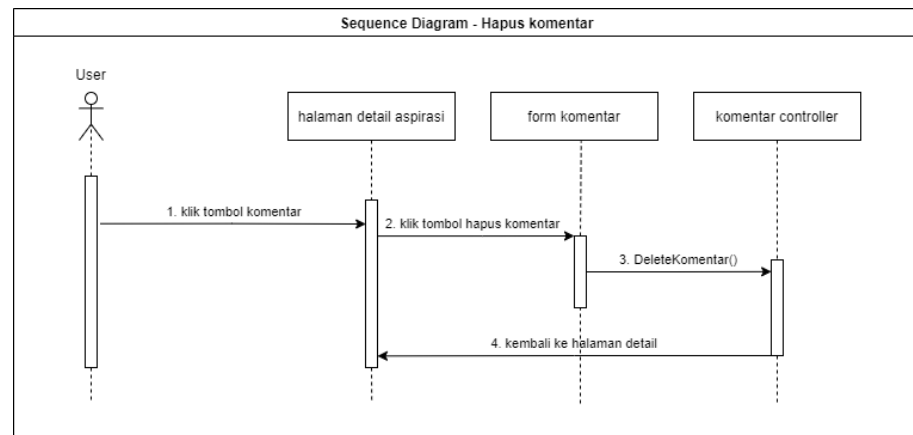 Sequence Diagram - Hapus komentar
User
halaman detail aspirasi
form komentar
komentar controller
1. klik tombol komentar
2. klik tombol hapus komentar
3. DeleteKomentar()
4. kembali ke halaman detail